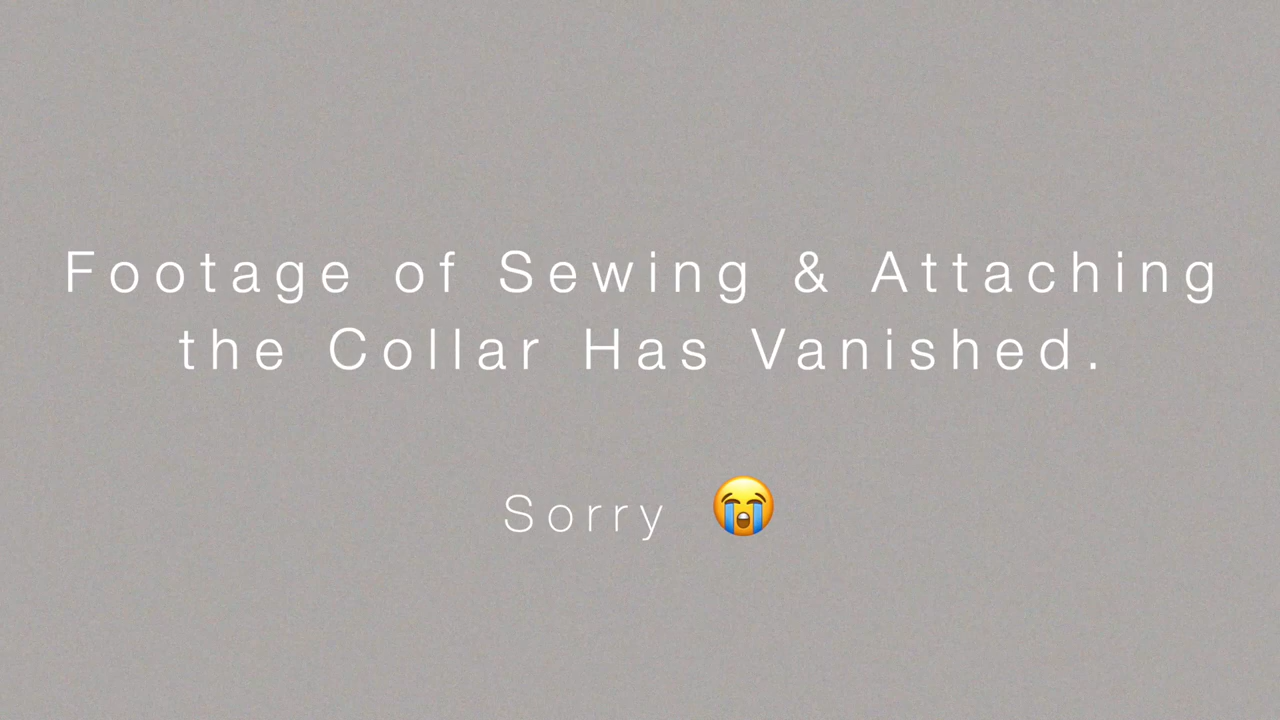 Footage of Sewing & Attaching
the Collar Has Vanished.
Sorry 😭